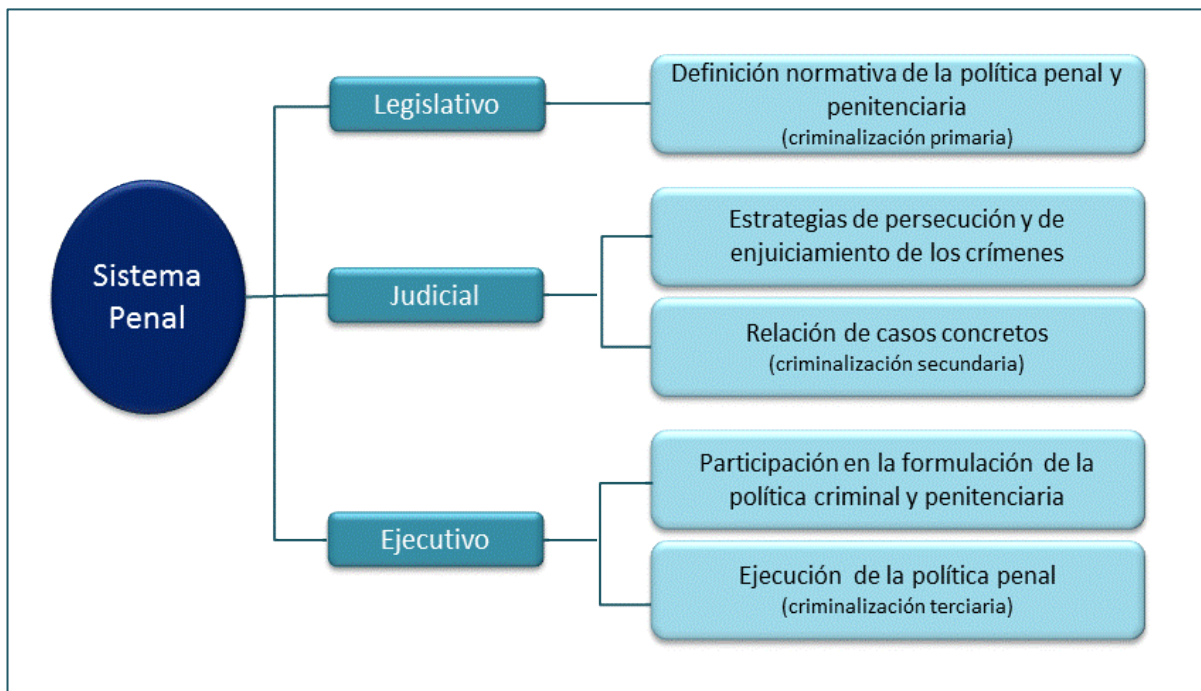 Sistema
Penal
Legislativo
Definición normativa de la política penal y
penitenciaria
(criminalización primaria)
Judicial
Estrategias de persecución y de
enjuiciamiento de los crímenes
Relación de casos concretos
(criminalización secundaria)
Ejecutivo
Participación en la formulación de la
política criminal y penitenciaria
Ejecución de la política penal
(criminalización terciaria)